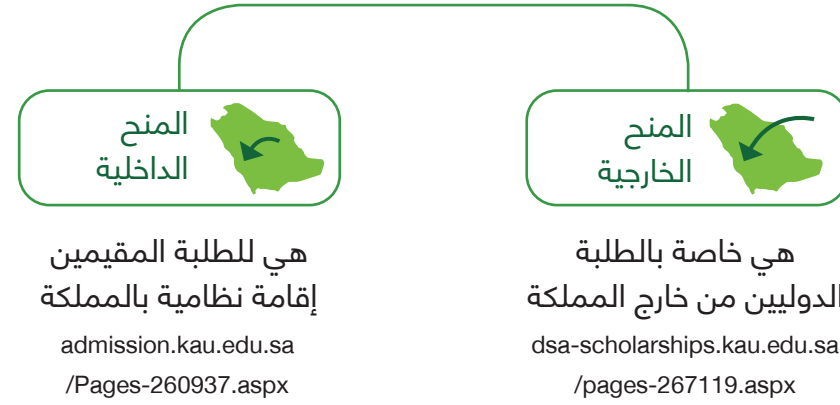 المنح
الخارجية
هي خاصة بالطلبة
الدوليين من خارج المملكة
dsa-scholarships.kau.edu.sa
/pages-267119.aspx
المنح
الداخلية
هي للطلبة المقيمين
إقامة نظامية بالمملكة
admission.kau.edu.sa
/Pages-260937.aspx